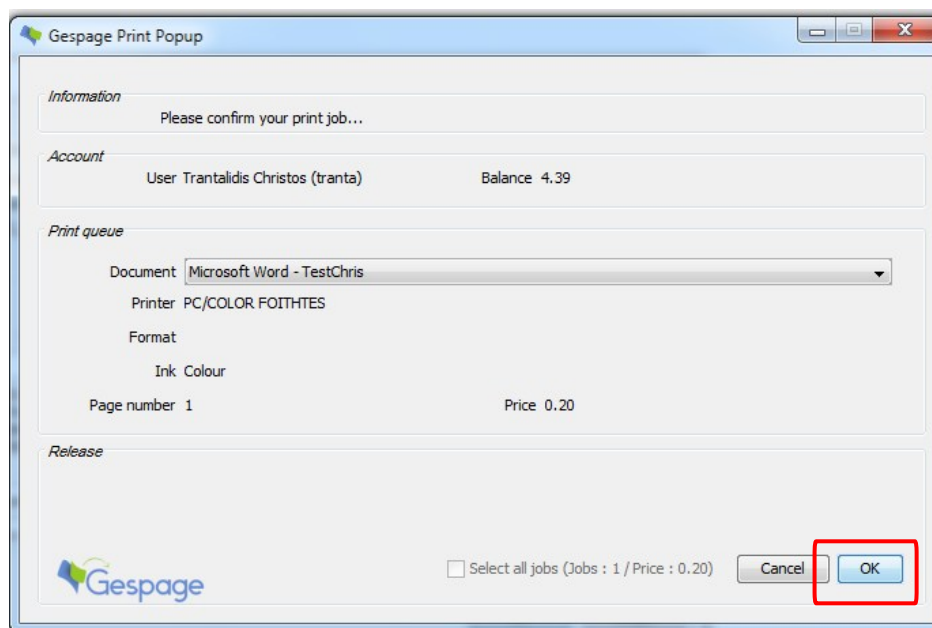 Gespage Print Popup
Information
Please confirm your print job...
Account
User Trantalidis Christos (tranta) Balance 4.39
Print queue
Document Microsoft Word - TestChris
Printer PC/COLOR FOITHTES
Format
Ink Colour
Page number 1 Price 0.20
Release
Gespage
Select all jobs (Jobs : 1 / Price : 0.20) Cancel OK